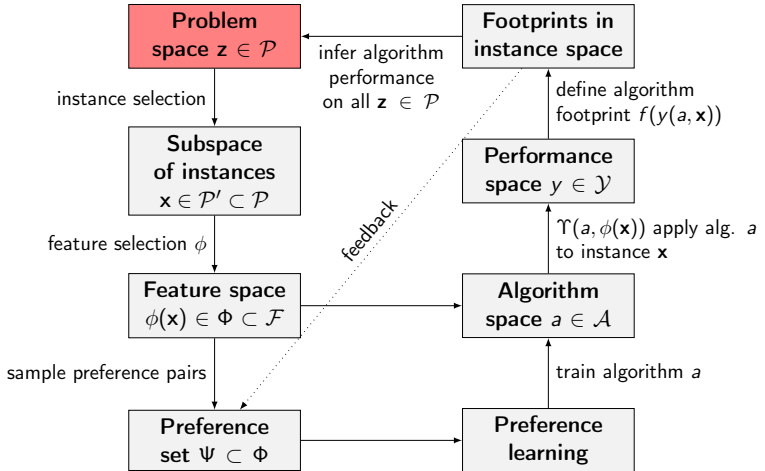 Problem
space z ∈ 𝒫
Footprints in
instance space
infer algorithm
performance
on all z ∈ 𝒫
instance selection
define algorithm
footprint f(y(a, x))
Subspace
of instances
x ∈ 𝒫′ ⊂ 𝒫
Performance
space y ∈ 𝒴
feedback
feature selection ϕ
ϒ(a, ϕ(x)) apply alg. a
to instance x
Feature space
ϕ(x) ∈ Φ ⊂ ℱ
Algorithm
space a ∈ 𝒜
sample preference pairs
train algorithm a
Preference
set Ψ ⊂ Φ
Preference
learning